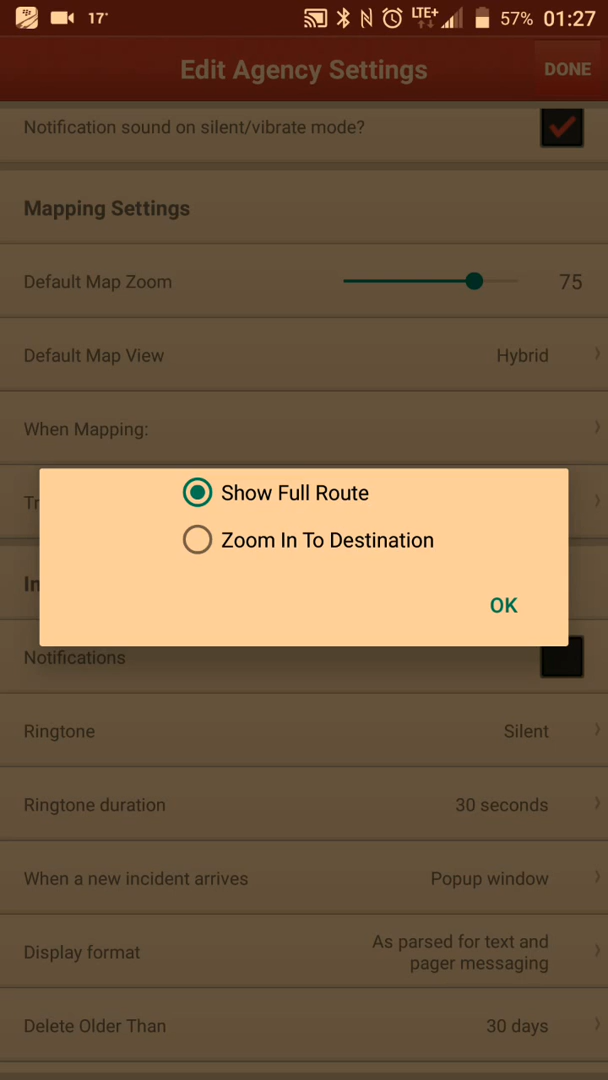 17°
LTE+
57%
01:27
Edit Agency Settings
DONE
Notification sound on silent/vibrate mode?
Mapping Settings
Default Map Zoom
75
Default Map View
Hybrid
When Mapping:
Tr
Show Full Route
Zoom In To Destination
OK
In
Notifications
Ringtone
Silent
Ringtone duration
30 seconds
When a new incident arrives
Popup window
Display format
As parsed for text and
pager messaging
Delete Older Than
30 days